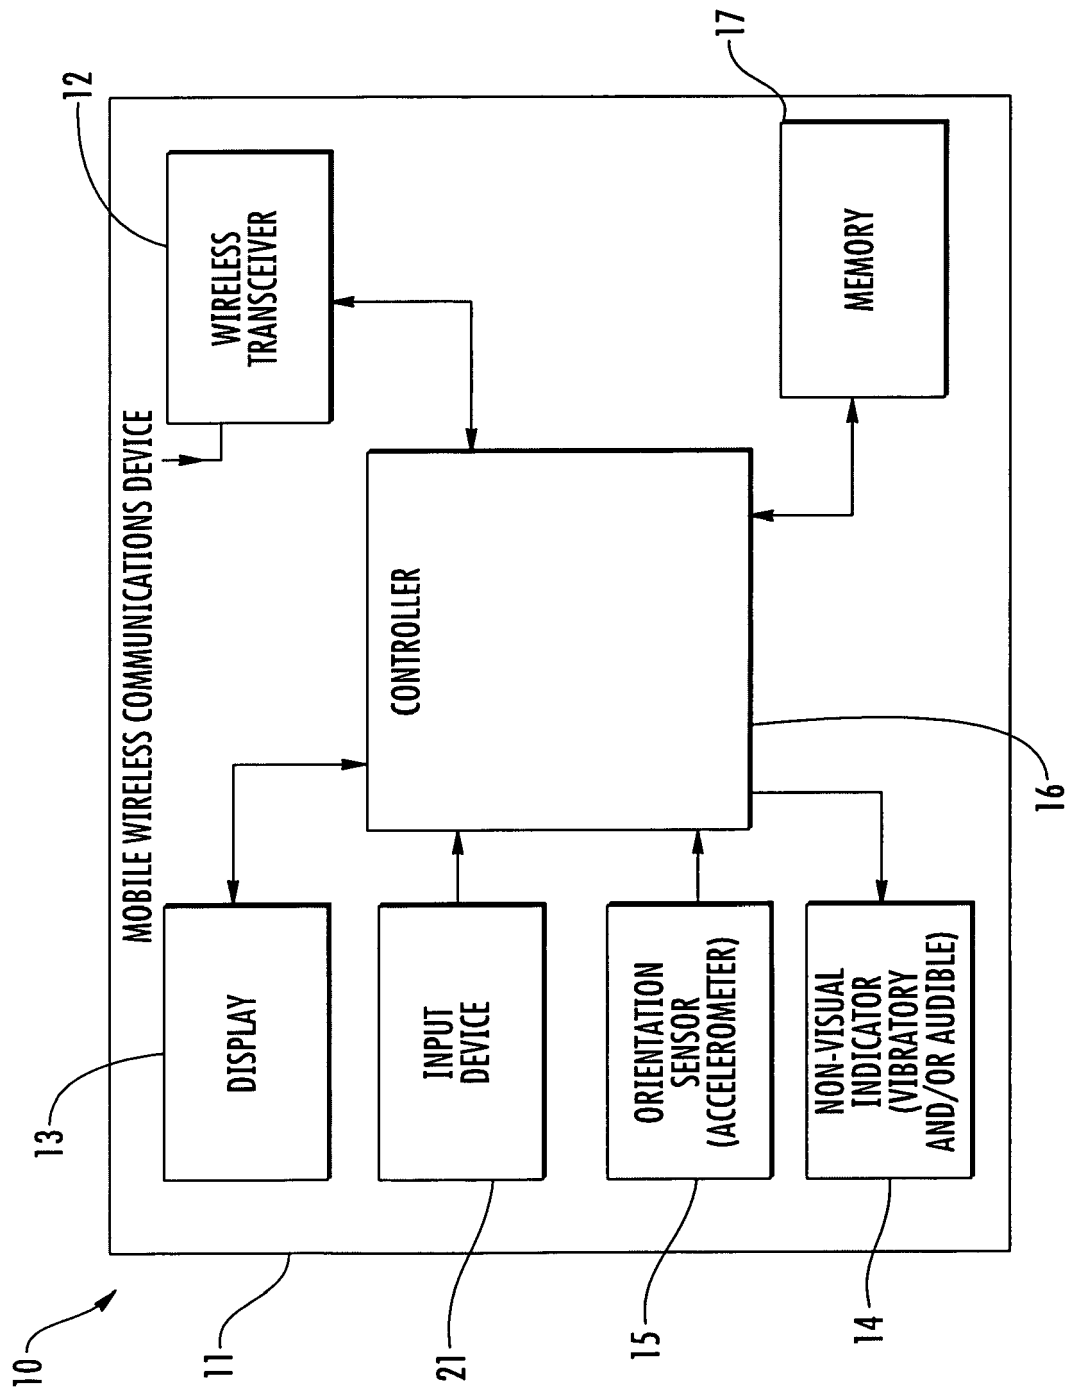 10
MOBILE WIRELESS COMMUNICATIONS DEVICE
11
13
DISPLAY
12
WIRELESS
TRANSCEIVER
21
INPUT
DEVICE
CONTROLLER
15
ORIENTATION
SENSOR
(ACCELEROMETER)
14
NON-VISUAL
INDICATOR
(VIBRATORY
AND/OR AUDIBLE)
16
MEMORY
17